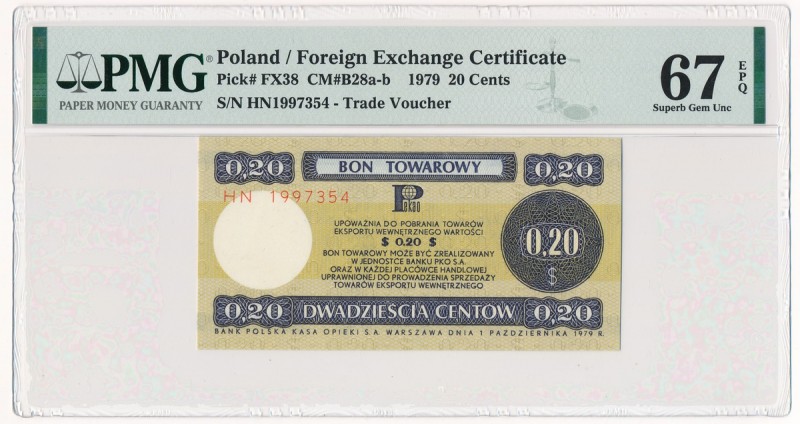 PMG
PAPER MONEY GUARANTY
Poland / Foreign Exchange Certificate
Pick# FX38 CM#B28a-b 1979 20 Cents
S/N HN1997354 - Trade Voucher
67 EPQ
Superb Gem Unc
0,20 BON TOWAROWY 0,20
HN 1997354
Pekao
UPOWAŻNIA DO POBRANIA TOWARÓW
EKSPORTU WEWNĘTRZNEGO WARTOŚCI
$ 0.20 $
BON TOWAROWY MOŻE BYĆ ZREALIZOWANY
W JEDNOSTCE BANKU PKO S.A.
ORAZ W KAŻDEJ PLACÓWCE HANDLOWEJ
UPRAWNIONEJ DO PROWADZENIA SPRZEDAŻY
TOWARÓW EKSPORTU WEWNĘTRZNEGO
0,20
$
0,20 DWADZIEŚCIA CENTÓW 0,20
BANK POLSKA KASA OPIEKI S.A. WARSZAWA DNIA 1 PAŹDZIERNIKA 1979 R.